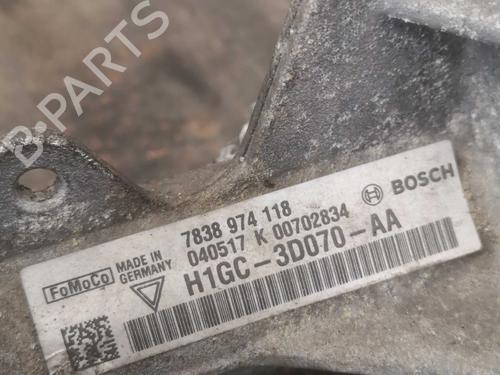 B-PARTS
7838 974 118
040517 K 00702834
H1GC-3D070-AA
FoMoCo
MADE IN
GERMANY
BOSCH